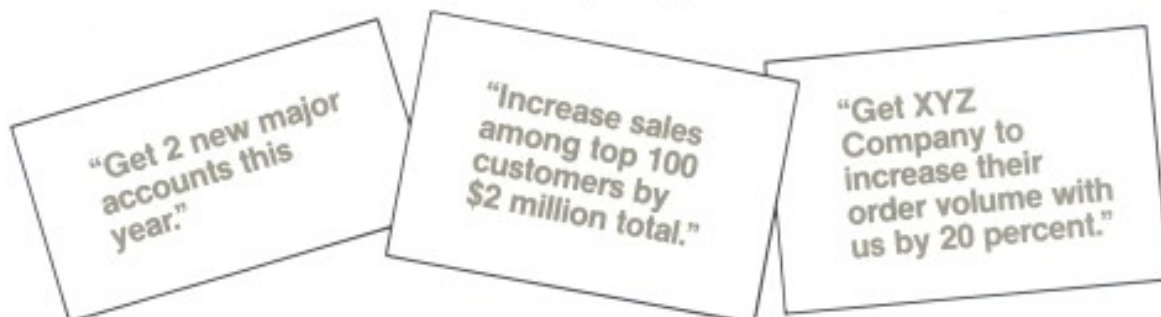 “Get 2 new major
accounts this
year.”
“Increase sales
among top 100
customers by
$2 million total.”
“Get XYZ
Company to
increase their
order volume with
us by 20 percent.”